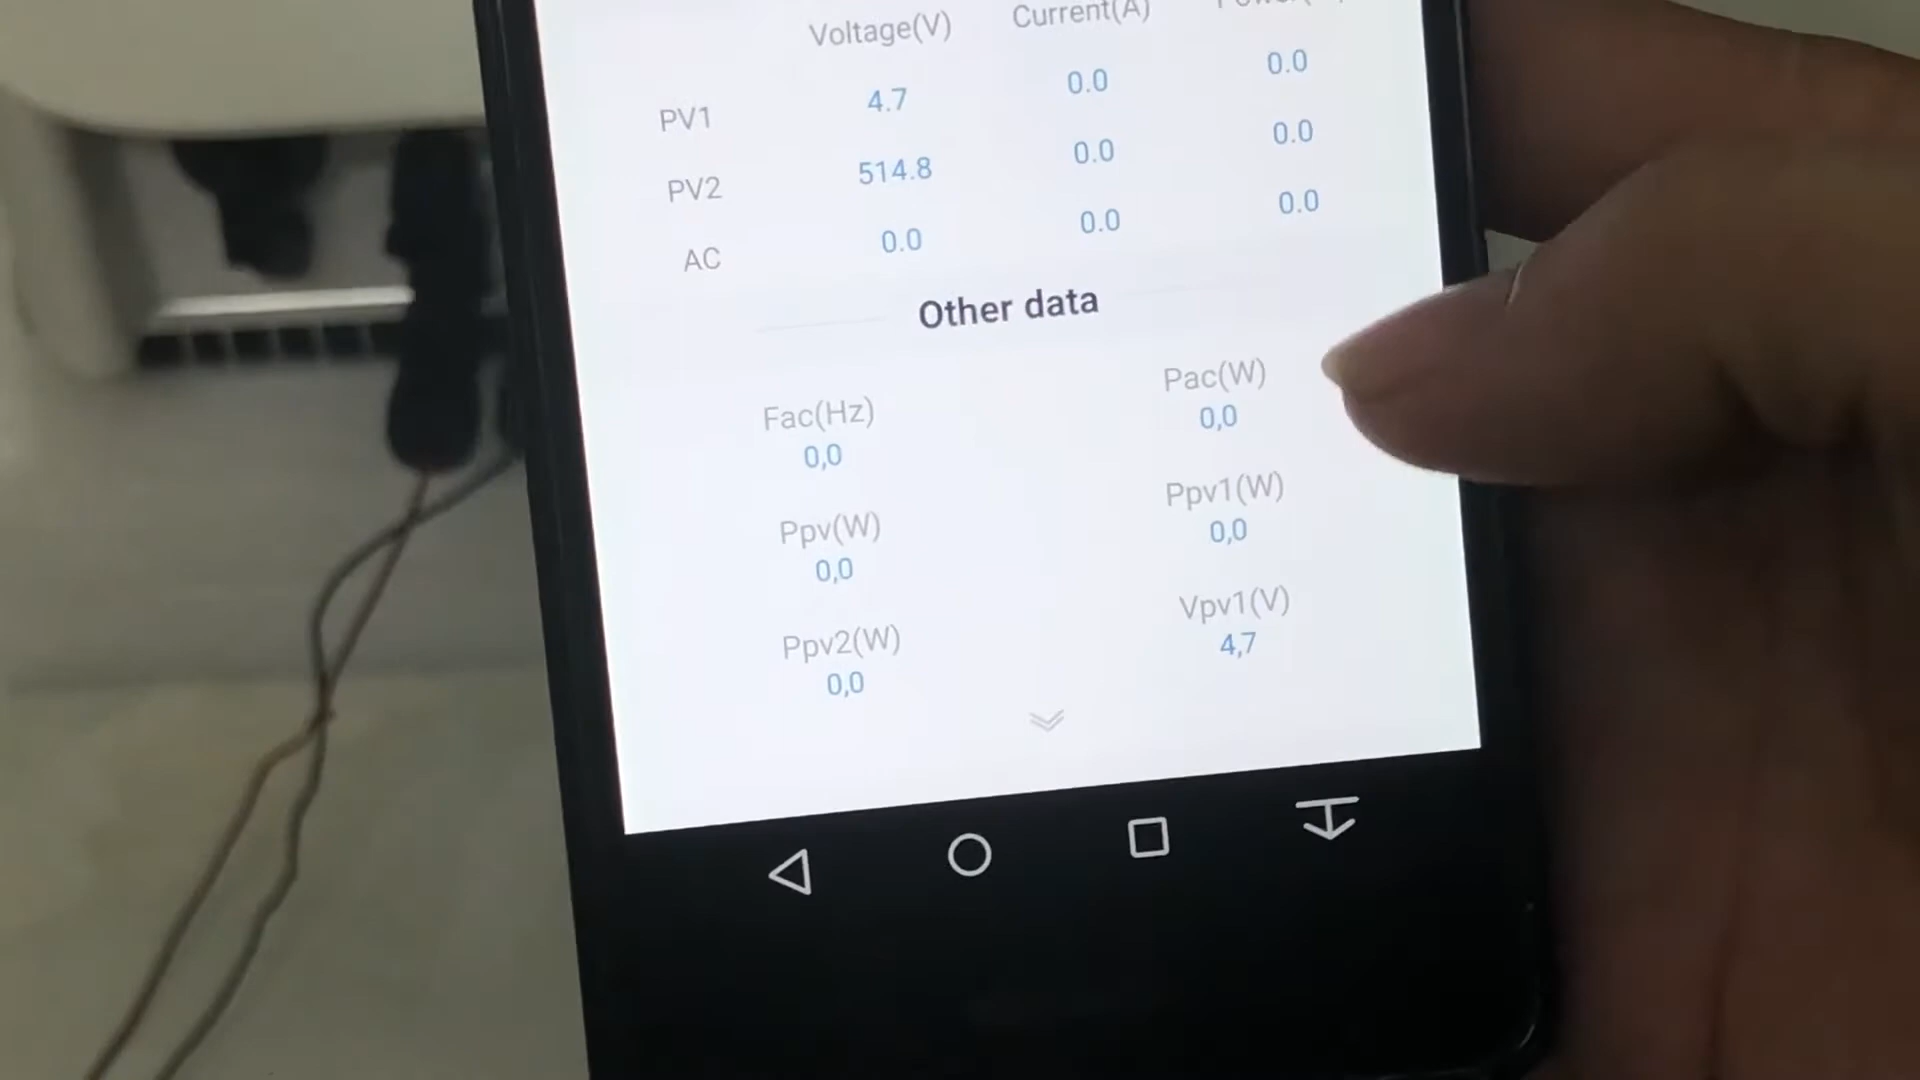 Voltage(V) Current(A)
PV1 4.7 0.0 0.0
PV2 514.8 0.0 0.0
AC 0.0 0.0 0.0
Other data
Fac(Hz) Pac(W)
0,0 0,0
Ppv(W) Ppv1(W)
0,0 0,0
Ppv2(W) Vpv1(V)
0,0 4,7